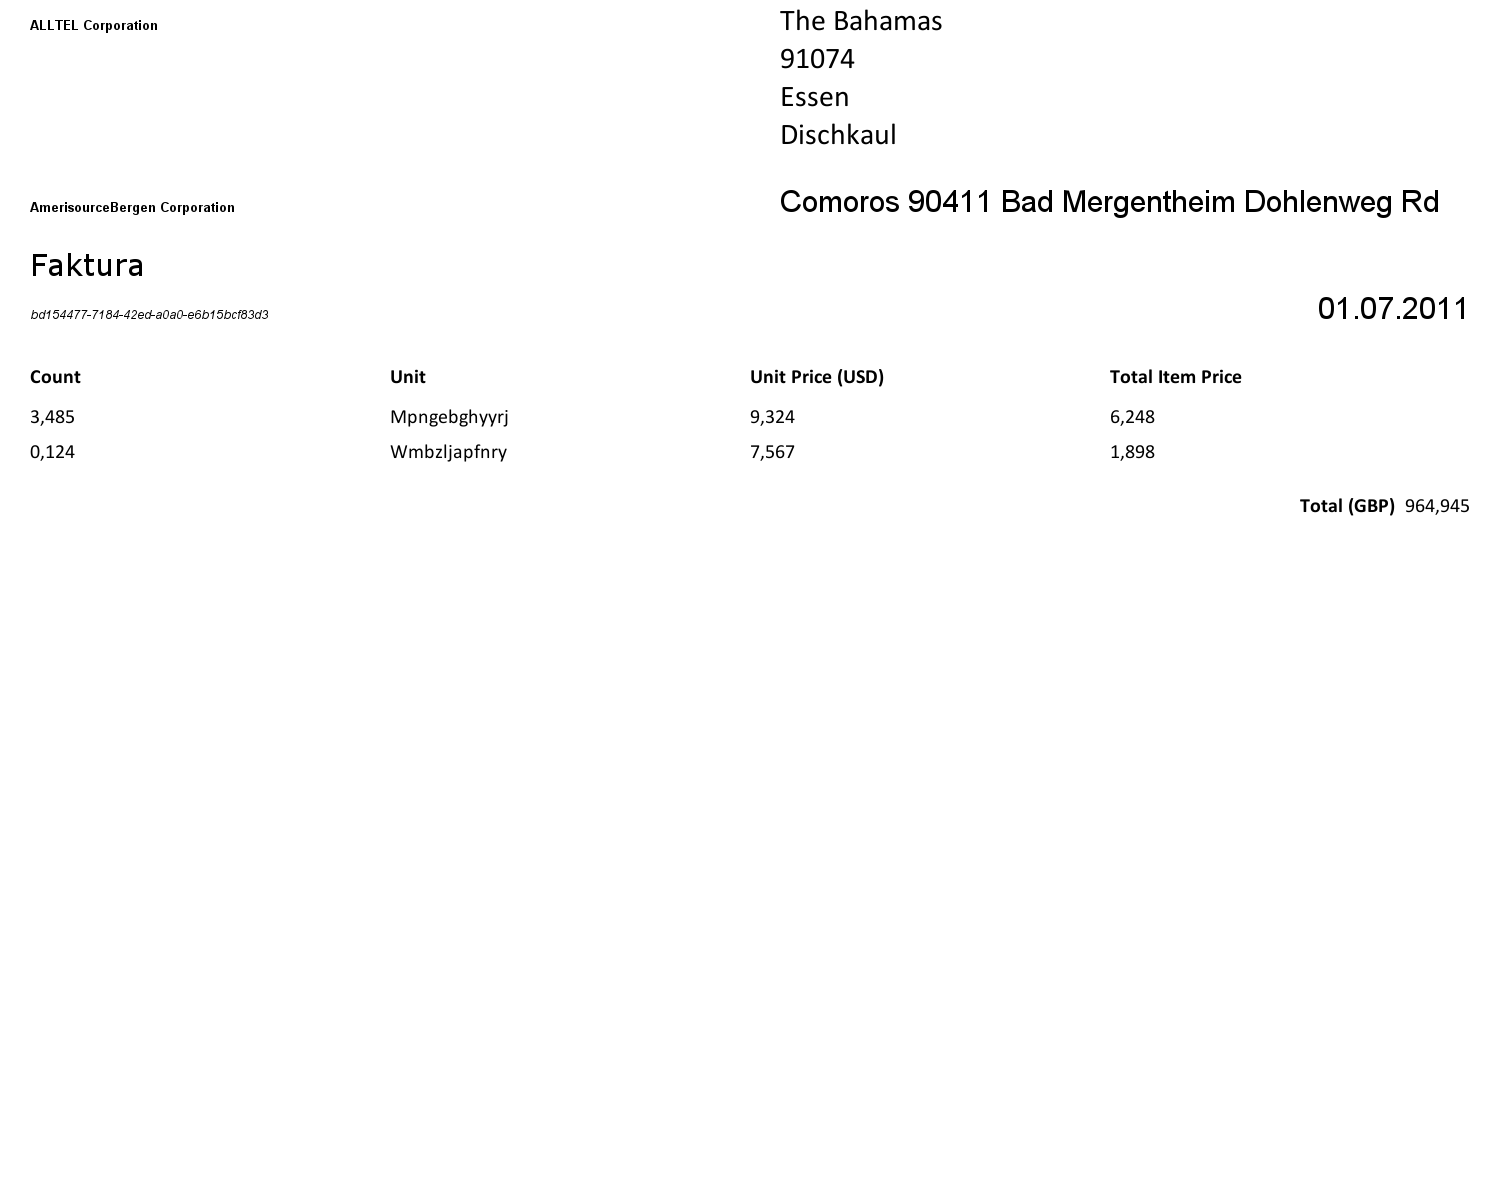 ALLTEL Corporation
The Bahamas
91074
Essen
Dischkaul
AmerisourceBergen Corporation
Comoros 90411 Bad Mergentheim Dohlenweg Rd
Faktura
bd154477-7184-42ed-a0a0-e6b15bcf83d3
01.07.2011
Count Unit Unit Price (USD) Total Item Price
3,485 Mpngebghyyrj 9,324 6,248
0,124 Wmbzljapfnry 7,567 1,898
Total (GBP) 964,945